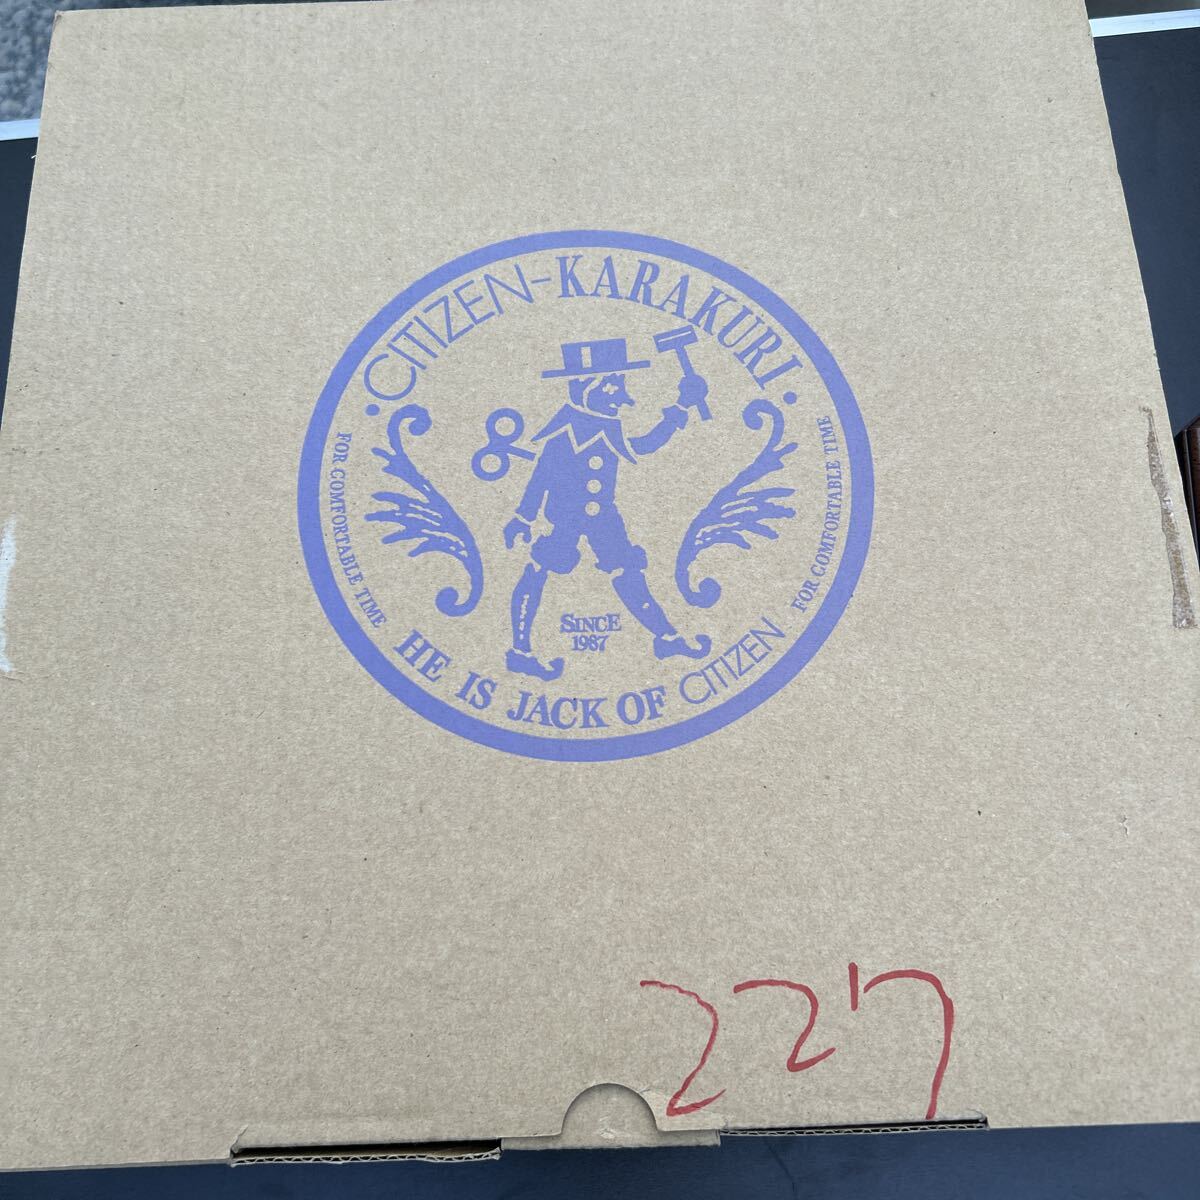 ·CITIZEN-KARAKURI·
FOR COMFORTABLE TIME
FOR COMFORTABLE TIME
SINCE
1987
HE IS JACK OF CITIZEN
227